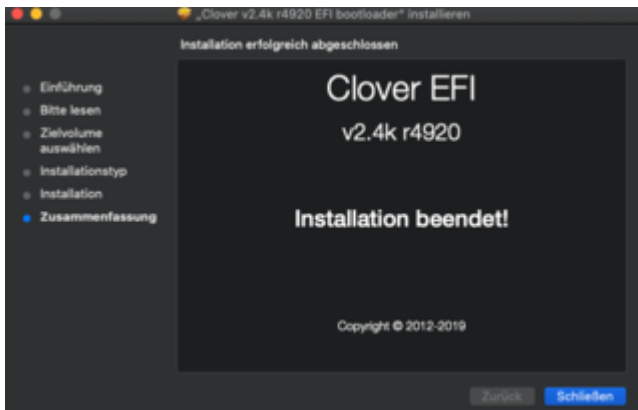 „Clover v2.4k r4920 EFI bootloader“ installieren
Installation erfolgreich abgeschlossen
Einführung
Bitte lesen
Zielvolume
auswählen
Installationstyp
Installation
Zusammenfassung
Clover EFI
v2.4k r4920
Installation beendet!
Copyright © 2012-2019
Zurück
Schließen